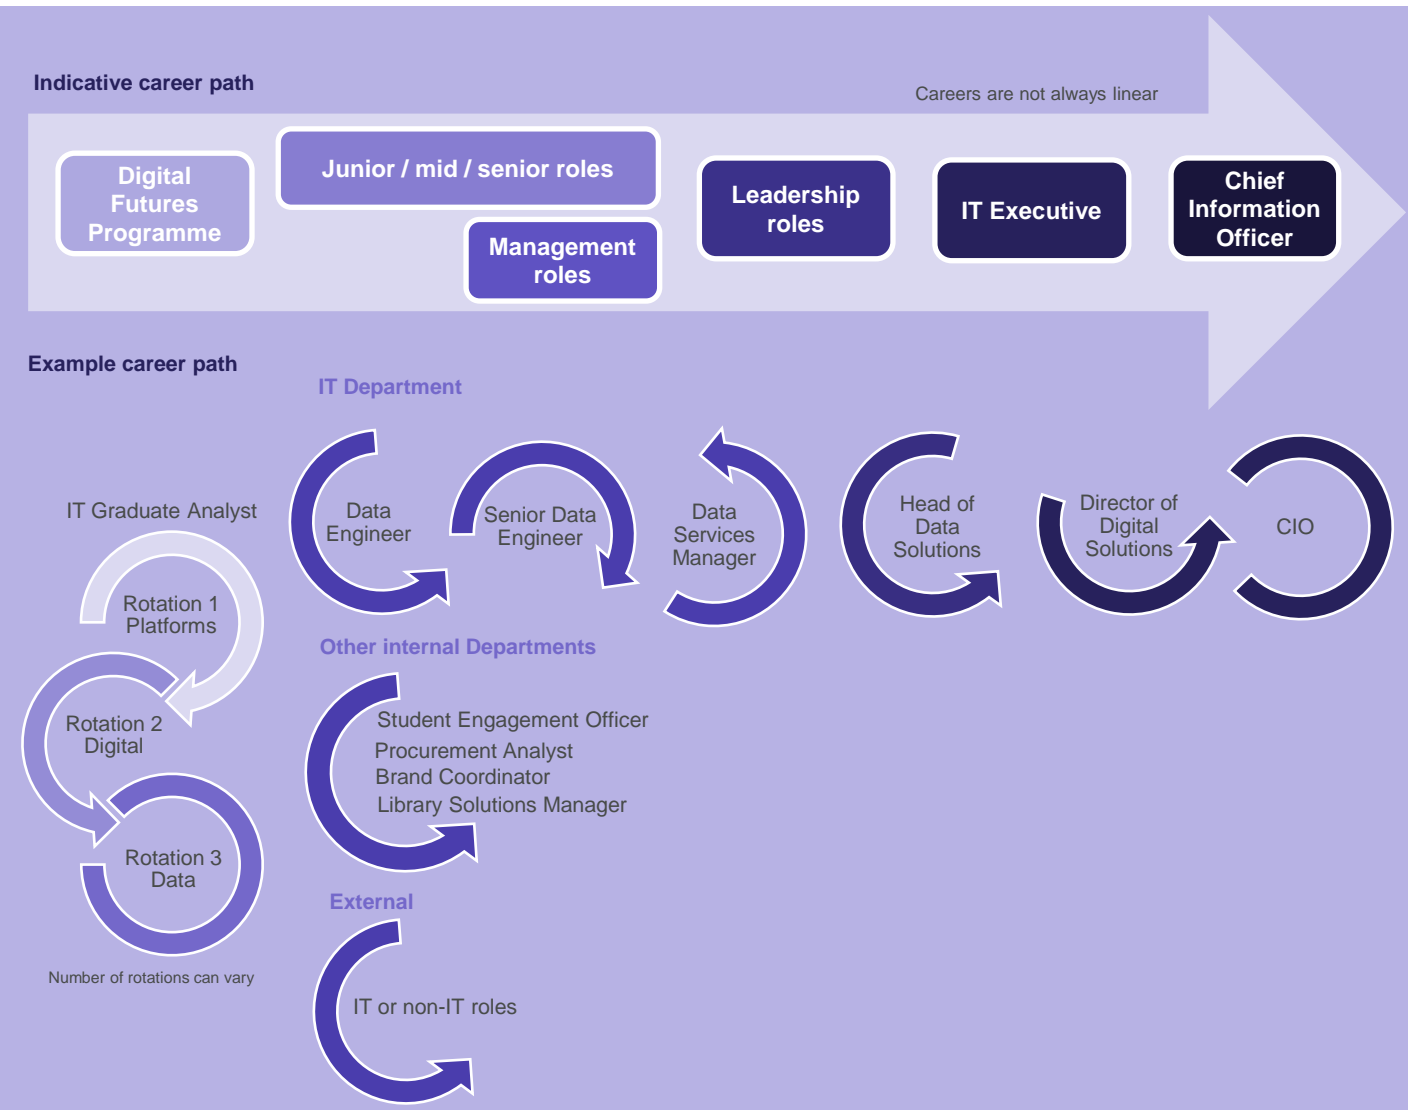 Indicative career path
Careers are not always linear
Digital
Futures
Programme
Junior / mid / senior roles
Management
roles
Leadership
roles
IT Executive
Chief
Information
Officer
Example career path
IT Department
IT Graduate Analyst
Rotation 1
Platforms
Rotation 2
Digital
Rotation 3
Data
Number of rotations can vary
Data
Engineer
Senior Data
Engineer
Data
Services
Manager
Head of
Data
Solutions
Director of
Digital
Solutions
CIO
Other internal Departments
Student Engagement Officer
Procurement Analyst
Brand Coordinator
Library Solutions Manager
External
IT or non-IT roles